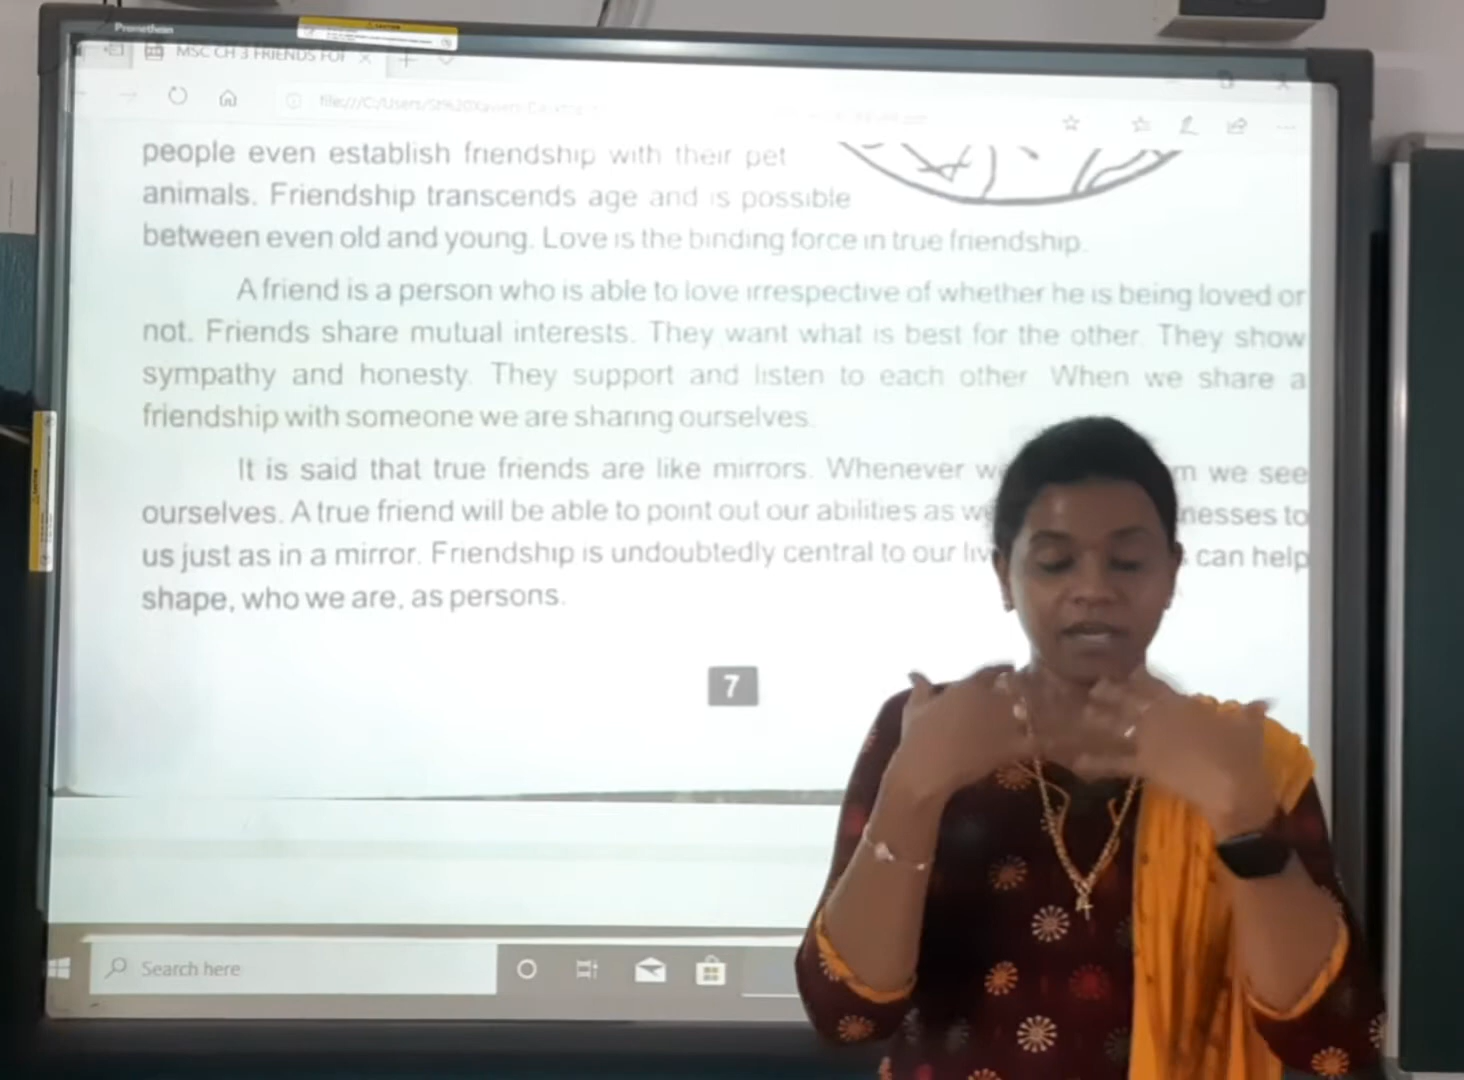 Promethean
MSC CH 3 FRIENDS FOR
people even establish friendship with their pet
animals. Friendship transcends age and is possible
between even old and young. Love is the binding force in true friendship.
A friend is a person who is able to love irrespective of whether he is being loved or
not. Friends share mutual interests. They want what is best for the other. They show
sympathy and honesty. They support and listen to each other. When we share a
friendship with someone we are sharing ourselves.
It is said that true friends are like mirrors. Whenever we see
ourselves. A true friend will be able to point out our abilities as to
us just as in a mirror. Friendship is undoubtedly central to our can help
shape, who we are, as persons.
7
Search here